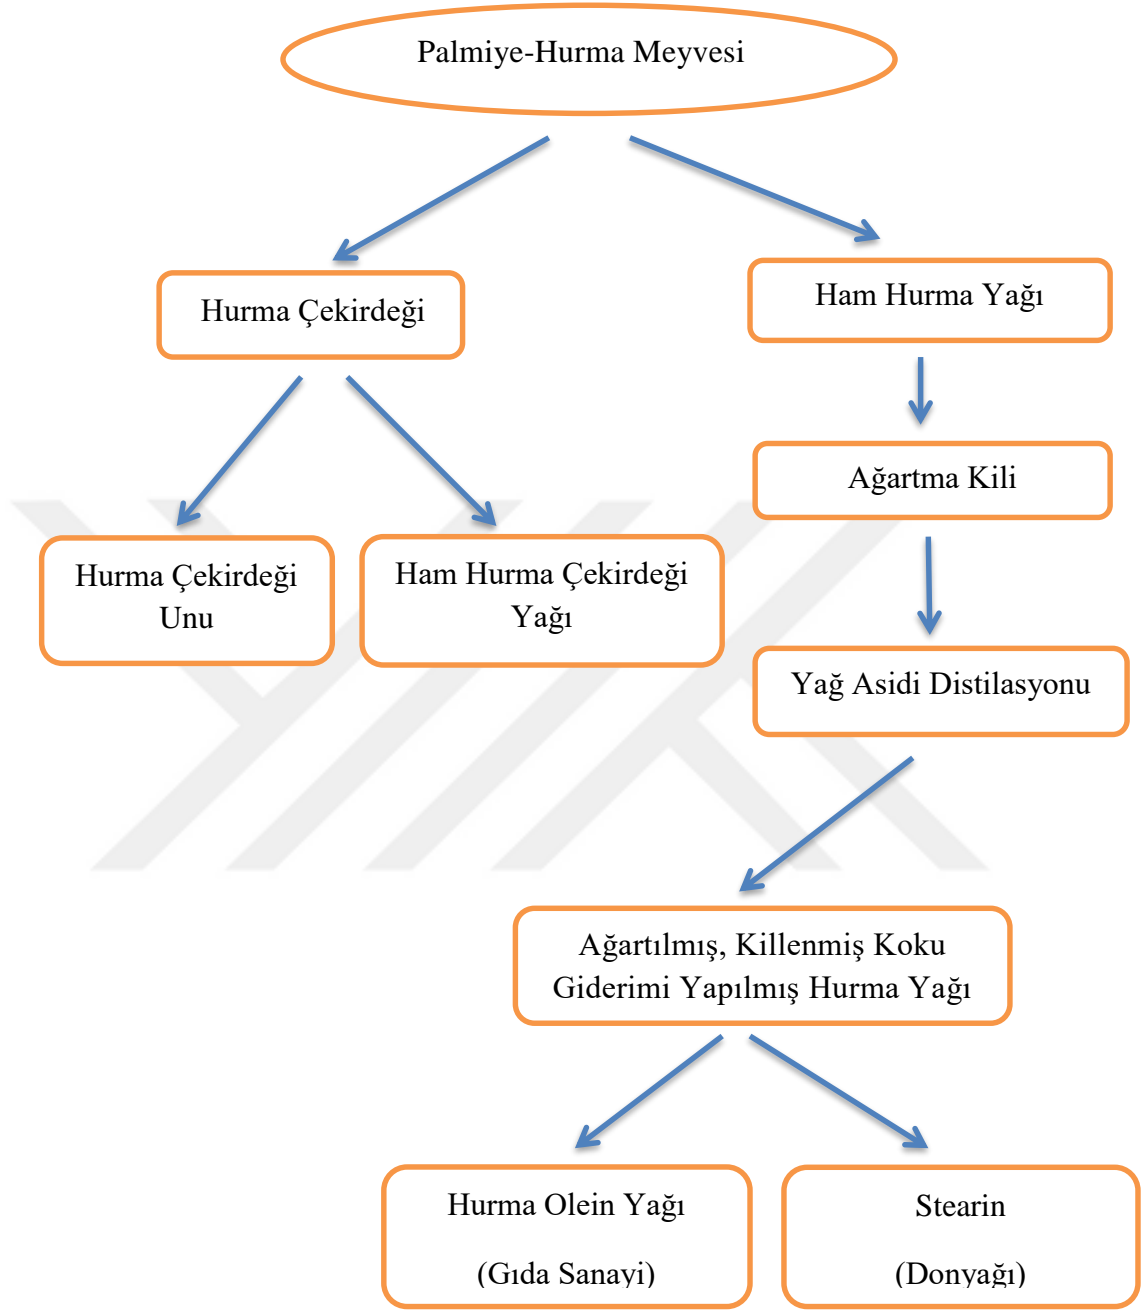 Palmiye-Hurma Meyvesi
Hurma Çekirdeği
Ham Hurma Yağı
Ağartma Kili
Hurma Çekirdeği
Unu
Ham Hurma Çekirdeği
Yağı
Yağ Asidi Distilasyonu
Ağartılmış, Killenmiş Koku
Giderimi Yapılmış Hurma Yağı
Hurma Olein Yağı
(Gıda Sanayi)
Stearin
(Donyağı)